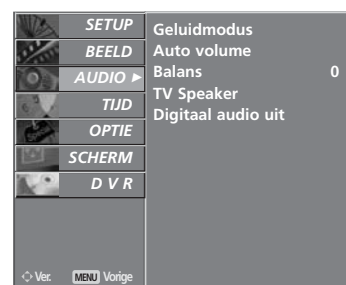 SETUP
BEELD
AUDIO ►
TIJD
OPTIE
SCHERM
D V R
Geluidmodus
Auto volume
Balans 0
TV Speaker
Digitaal audio uit
Ver. MENU Vorige